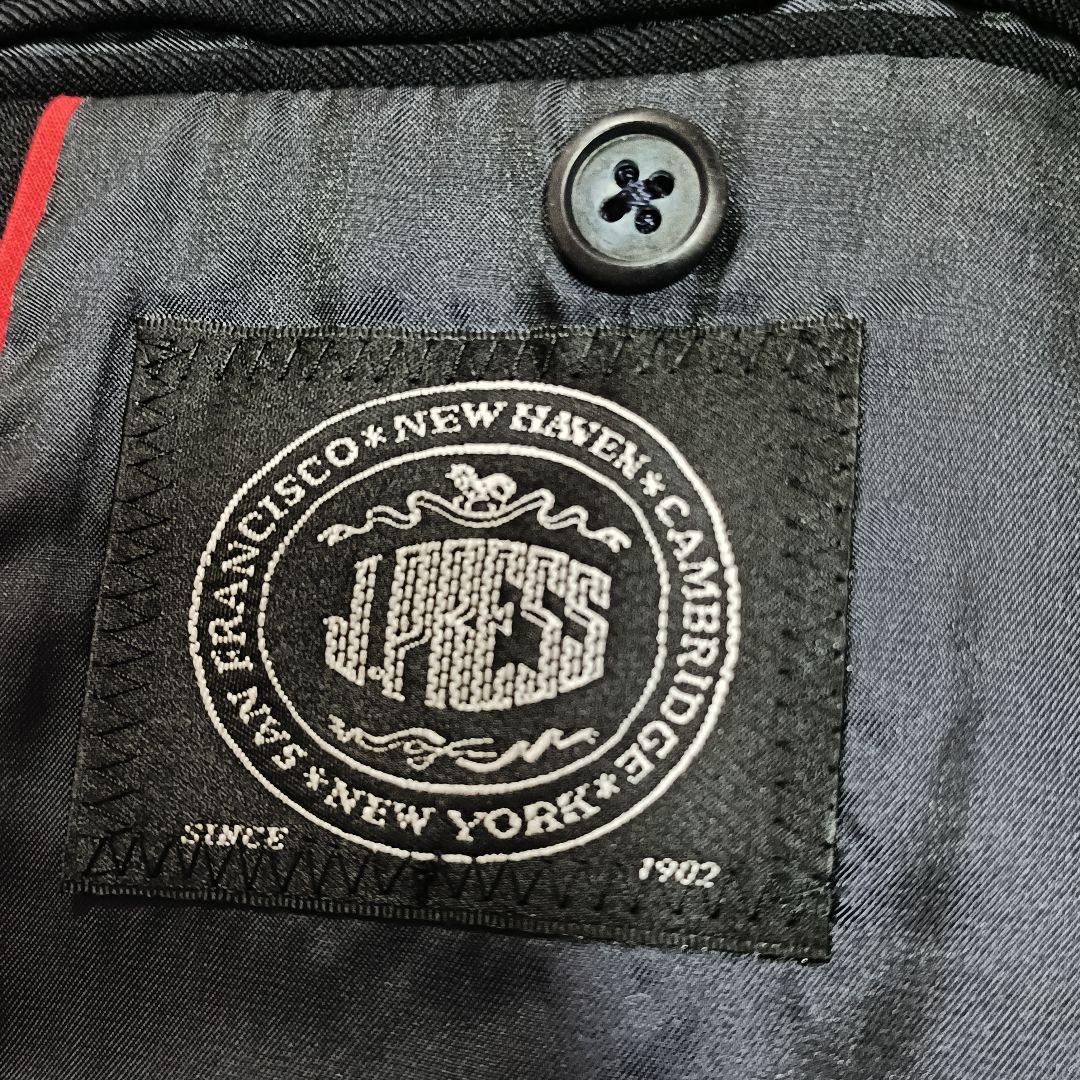 SAN FRANCISCO * NEW HAVEN * CAMBRIDGE * NEW YORK *
J.PRESS
SINCE 1902